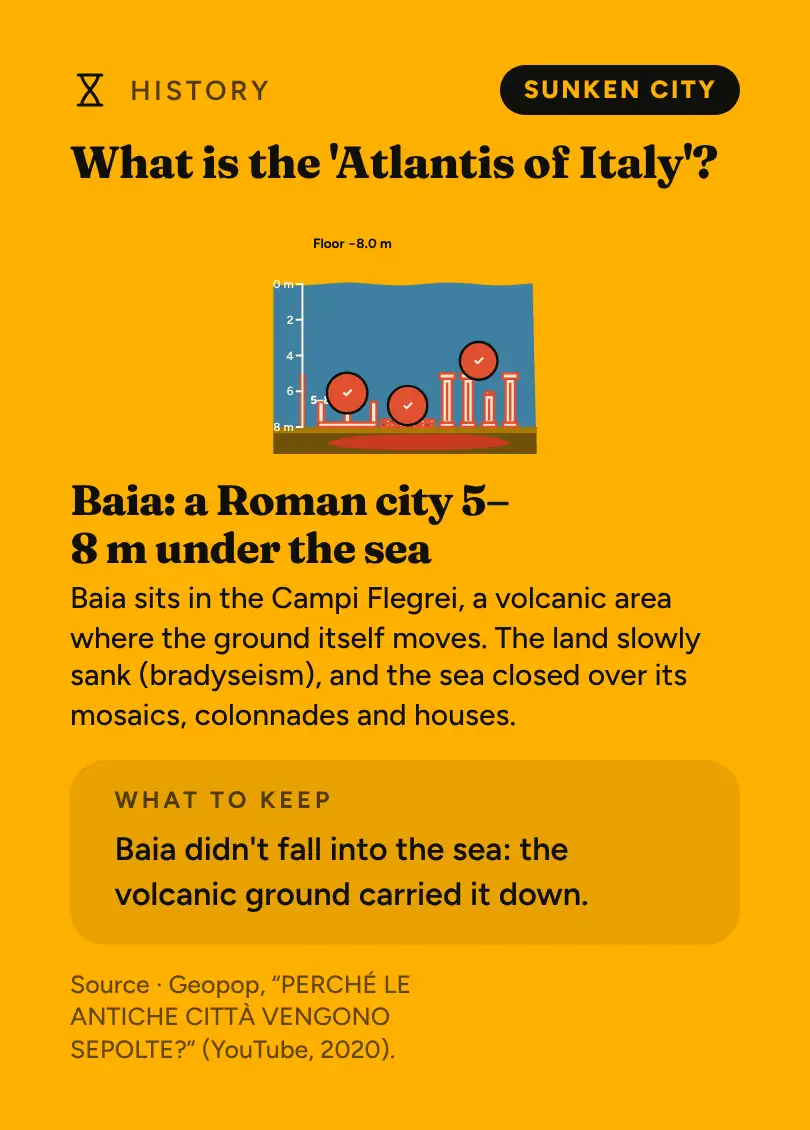 HISTORY
SUNKEN CITY
What is the 'Atlantis of Italy'?
Floor −8.0 m
0 m
2
4
6
8 m
Baia: a Roman city 5–
8 m under the sea
Baia sits in the Campi Flegrei, a volcanic area
where the ground itself moves. The land slowly
sank (bradyseism), and the sea closed over its
mosaics, colonnades and houses.
WHAT TO KEEP
Baia didn't fall into the sea: the
volcanic ground carried it down.
Source · Geopop, “PERCHÉ LE
ANTICHE CITTÀ VENGONO
SEPOLTE?” (YouTube, 2020).